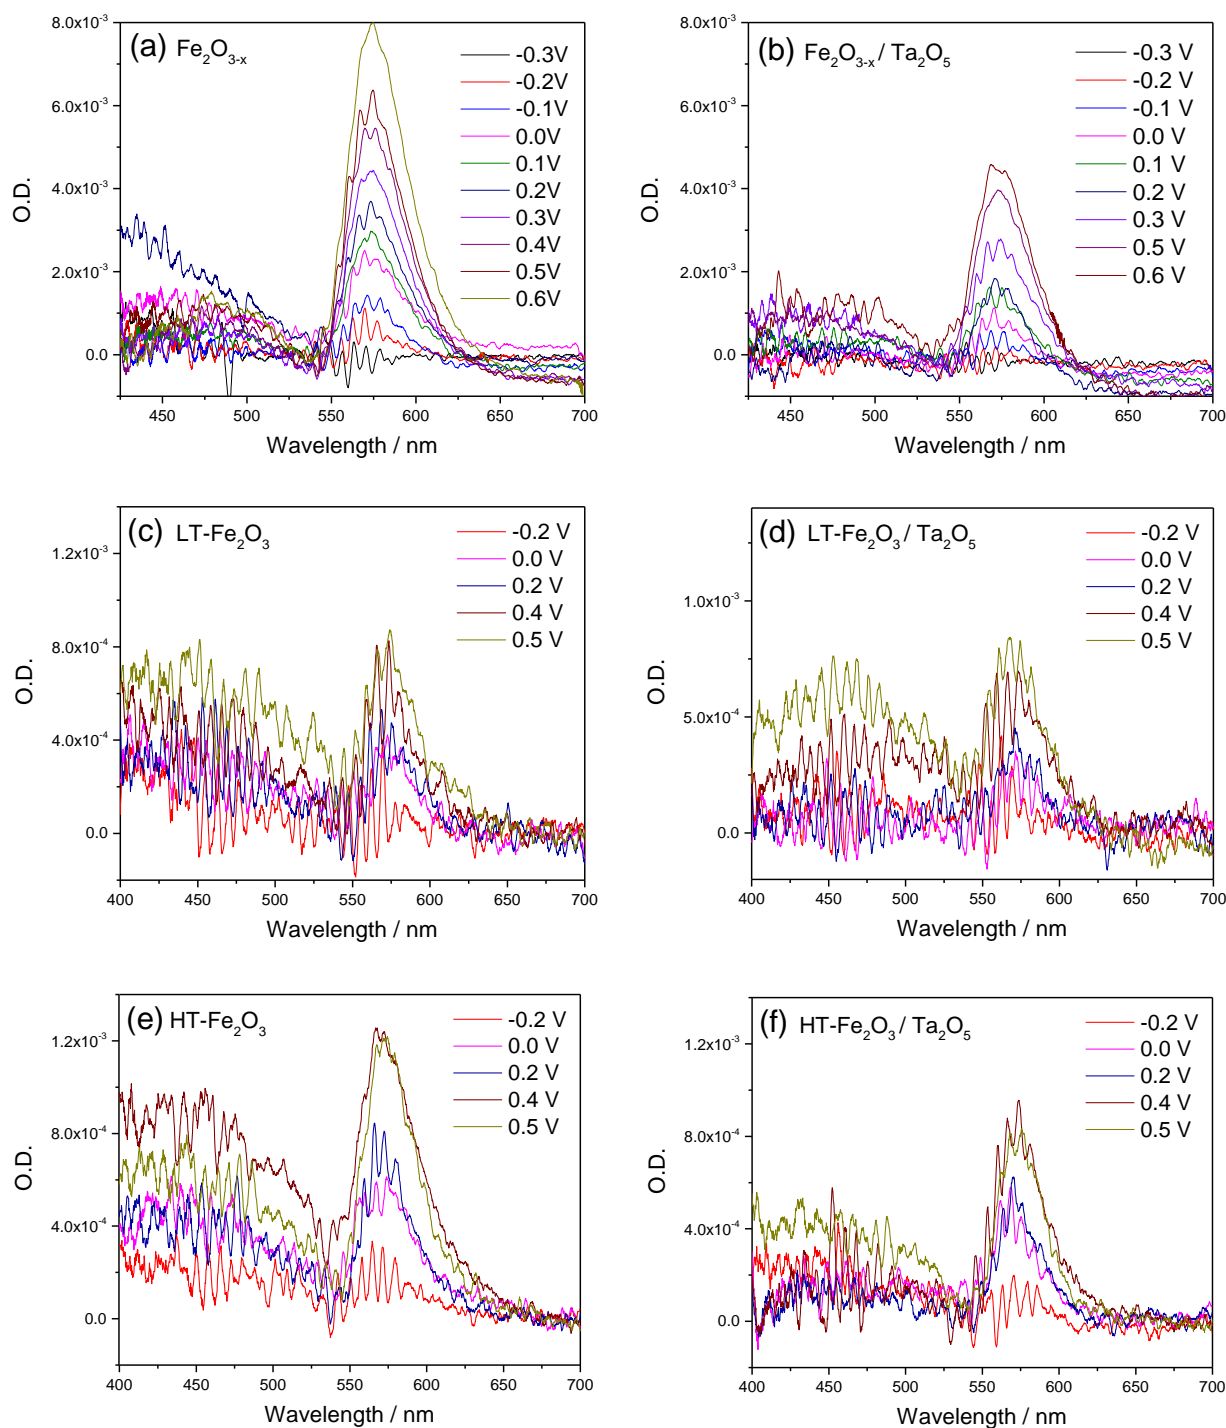 (a) Fe₂O₃₋ₓ
-0.3V
-0.2V
-0.1V
0.0V
0.1V
0.2V
0.3V
0.4V
0.5V
0.6V
8.0x10⁻³
6.0x10⁻³
4.0x10⁻³
2.0x10⁻³
0.0
O.D.
450 500 550 600 650 700
Wavelength / nm
(b) Fe₂O₃₋ₓ / Ta₂O₅
-0.3 V
-0.2 V
-0.1 V
0.0 V
0.1 V
0.2 V
0.3 V
0.5 V
0.6 V
8.0x10⁻³
6.0x10⁻³
4.0x10⁻³
2.0x10⁻³
0.0
O.D.
450 500 550 600 650 700
Wavelength / nm
(c) LT-Fe₂O₃
-0.2 V
0.0 V
0.2 V
0.4 V
0.5 V
1.2x10⁻³
8.0x10⁻⁴
4.0x10⁻⁴
0.0
O.D.
400 450 500 550 600 650 700
Wavelength / nm
(d) LT-Fe₂O₃ / Ta₂O₅
-0.2 V
0.0 V
0.2 V
0.4 V
0.5 V
1.0x10⁻³
5.0x10⁻⁴
0.0
O.D.
400 450 500 550 600 650 700
Wavelength / nm
(e) HT-Fe₂O₃
-0.2 V
0.0 V
0.2 V
0.4 V
0.5 V
1.2x10⁻³
8.0x10⁻⁴
4.0x10⁻⁴
0.0
O.D.
400 450 500 550 600 650 700
Wavelength / nm
(f) HT-Fe₂O₃ / Ta₂O₅
-0.2 V
0.0 V
0.2 V
0.4 V
0.5 V
1.2x10⁻³
8.0x10⁻⁴
4.0x10⁻⁴
0.0
O.D.
400 450 500 550 600 650 700
Wavelength / nm